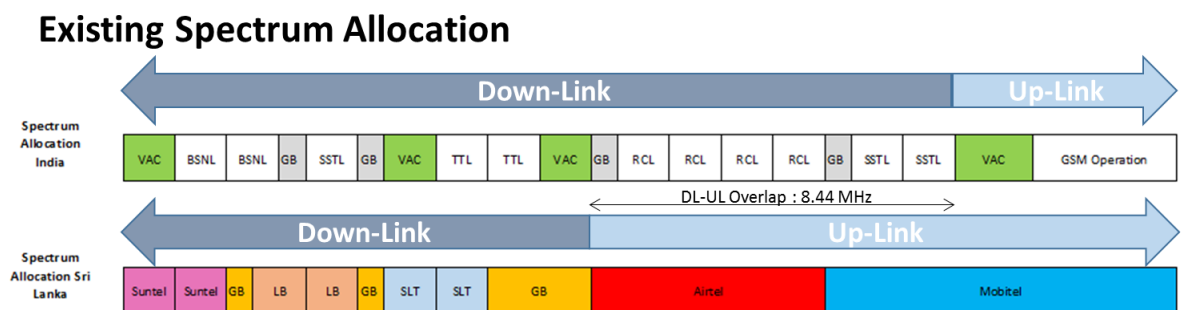 Existing Spectrum Allocation
Down-Link Up-Link
Spectrum
Allocation
India
VAC BSNL BSNL GB SSTL GB VAC TTL TTL VAC GB RCL RCL RCL RCL GB SSTL SSTL VAC GSM Operation
DL-UL Overlap : 8.44 MHz
Down-Link Up-Link
Spectrum
Allocation Sri
Lanka
Suntel Suntel GB LB LB GB SLT SLT GB Airtel Mobitel